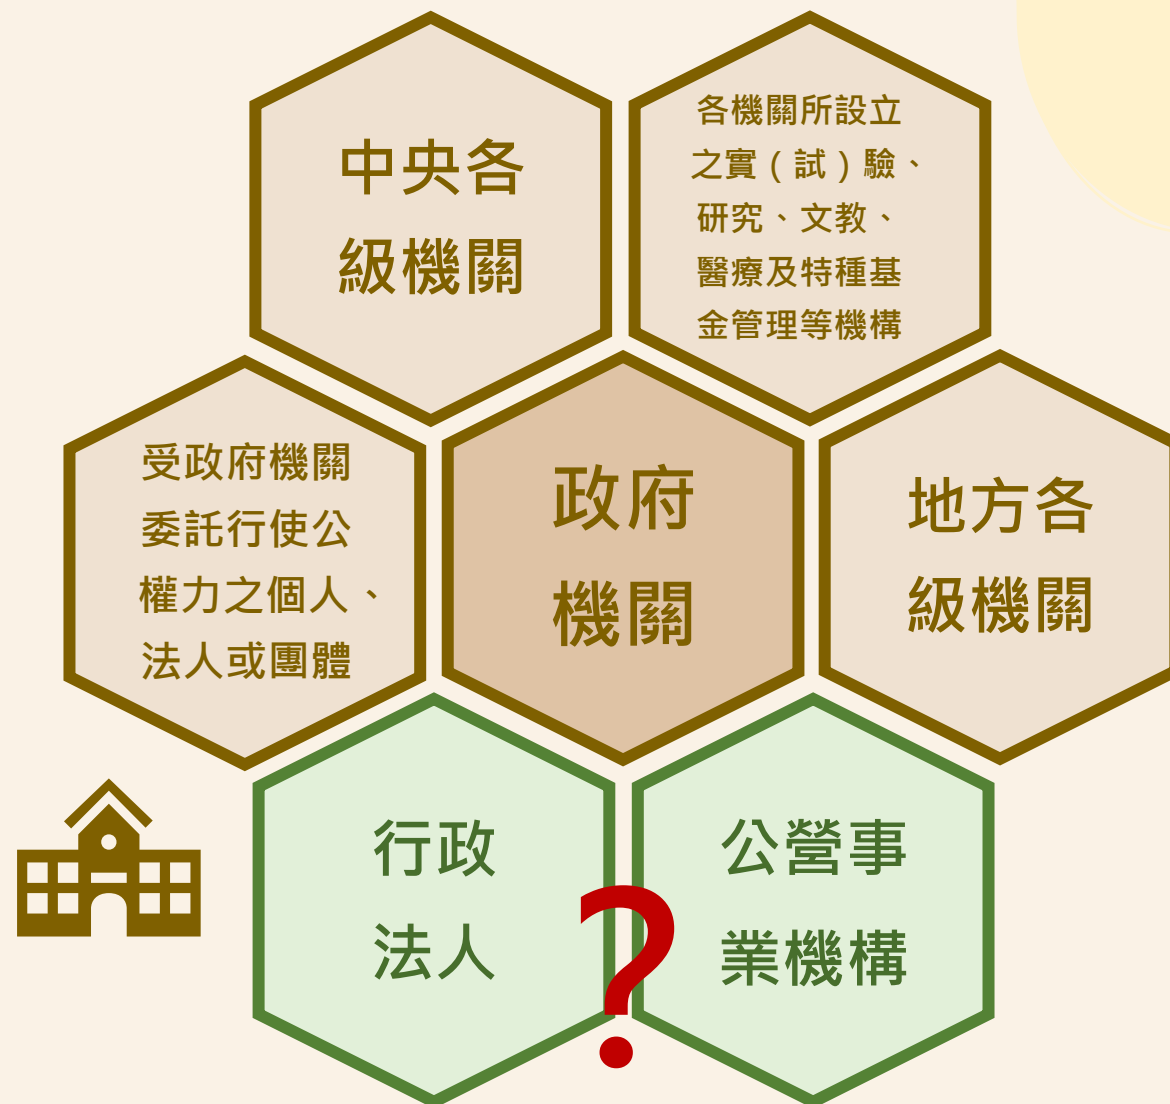 中央各
級機關
各機關所設立
之實（試）驗、
研究、文教、
醫療及特種基
金管理等機構
受政府機關
委託行使公
權力之個人、
法人或團體
政府
機關
地方各
級機關
行政
法人
?
公營事
業機構